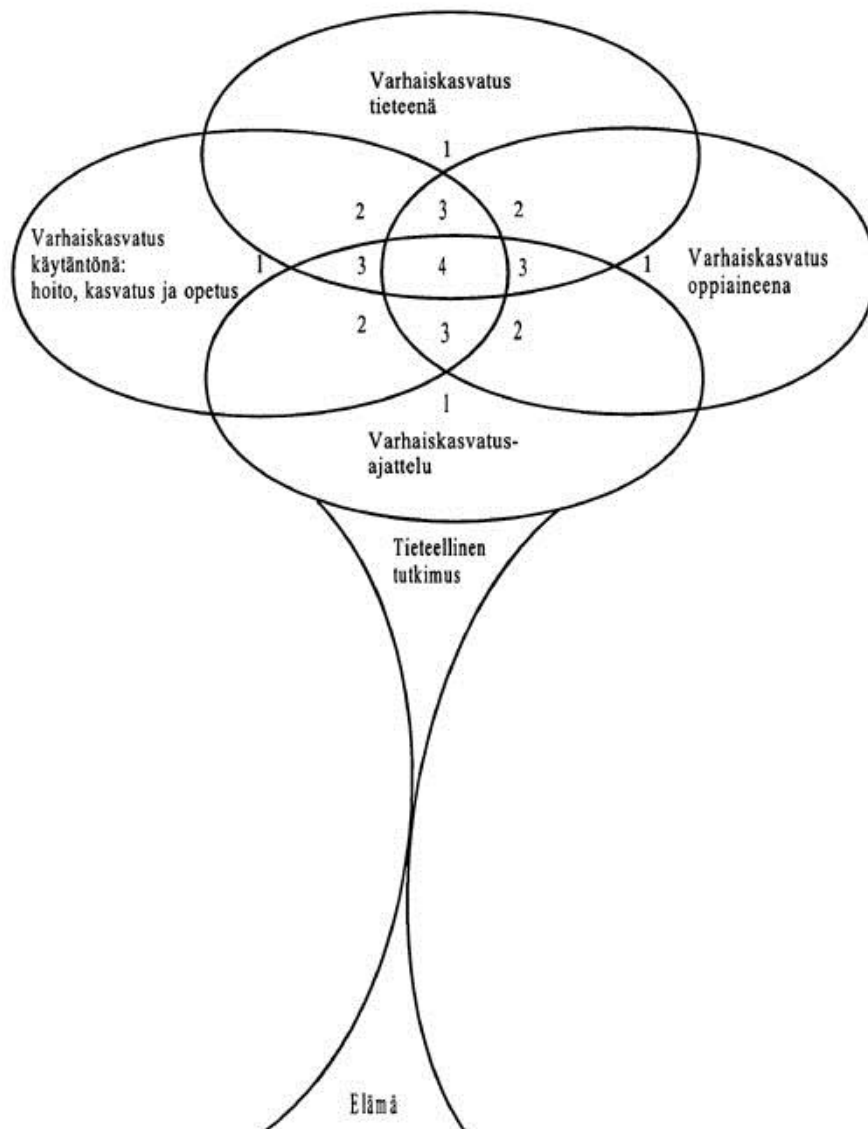 Varhaiskasvatus
tieteenä
1
2 3 2
Varhaiskasvatus
käytäntönä:
hoito, kasvatus ja opetus
1 3 4 3 1
Varhaiskasvatus
oppiaineena
2 3 2
1
Varhaiskasvatus-
ajattelu
Tieteellinen
tutkimus
Elämä